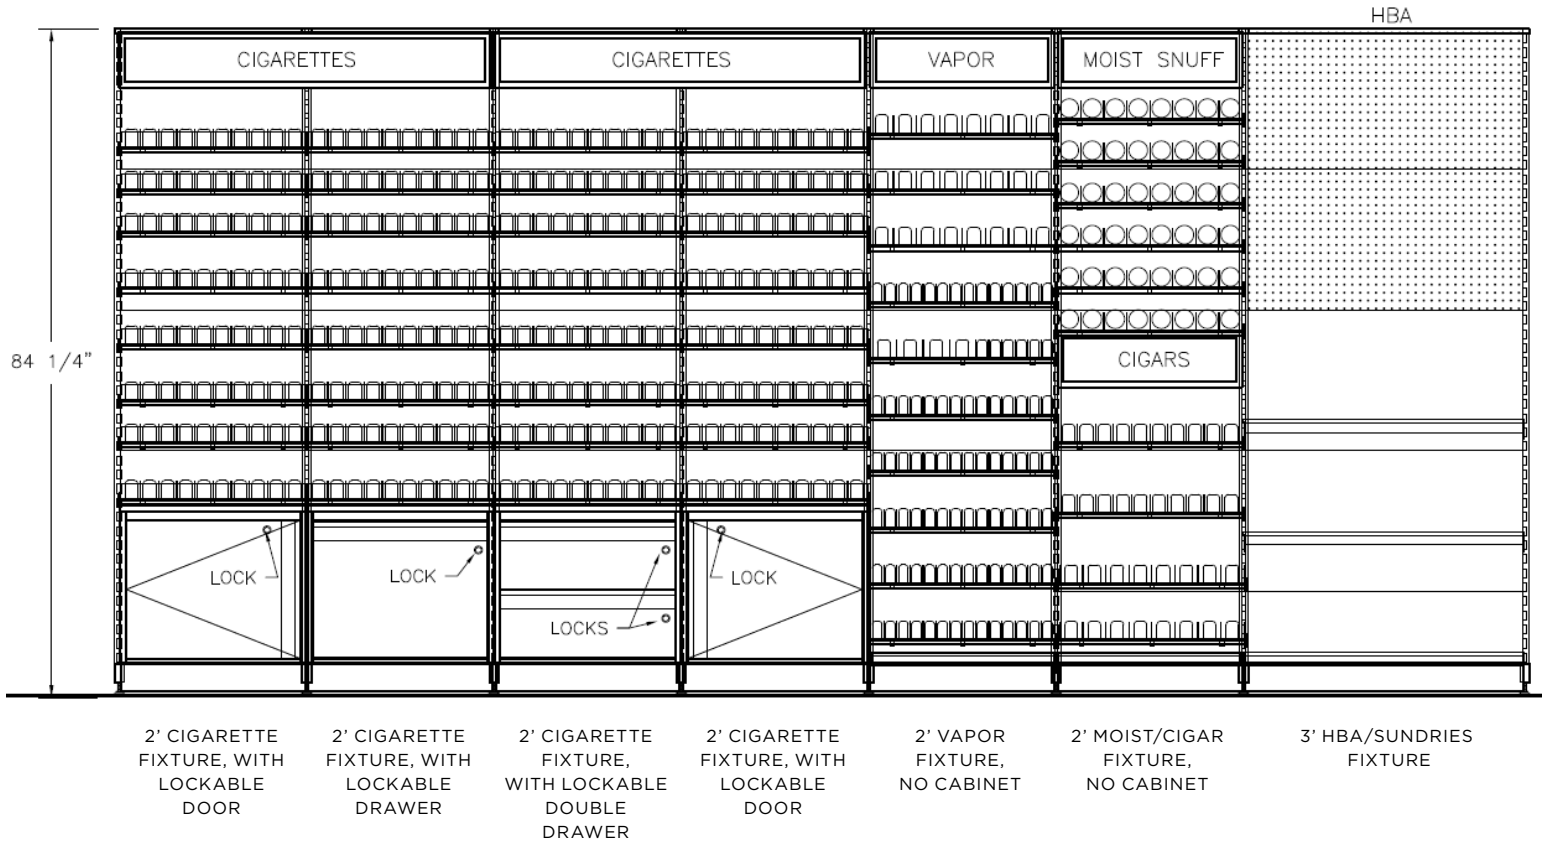 HBA
CIGARETTES
CIGARETTES
VAPOR
MOIST SNUFF
84 1/4”
CIGARS
LOCK
LOCK
LOCKS
LOCK
2’ CIGARETTE
FIXTURE, WITH
LOCKABLE
DOOR
2’ CIGARETTE
FIXTURE, WITH
LOCKABLE
DRAWER
2’ CIGARETTE
FIXTURE,
WITH LOCKABLE
DOUBLE
DRAWER
2’ CIGARETTE
FIXTURE, WITH
LOCKABLE
DOOR
2’ VAPOR
FIXTURE,
NO CABINET
2’ MOIST/CIGAR
FIXTURE,
NO CABINET
3’ HBA/SUNDRIES
FIXTURE